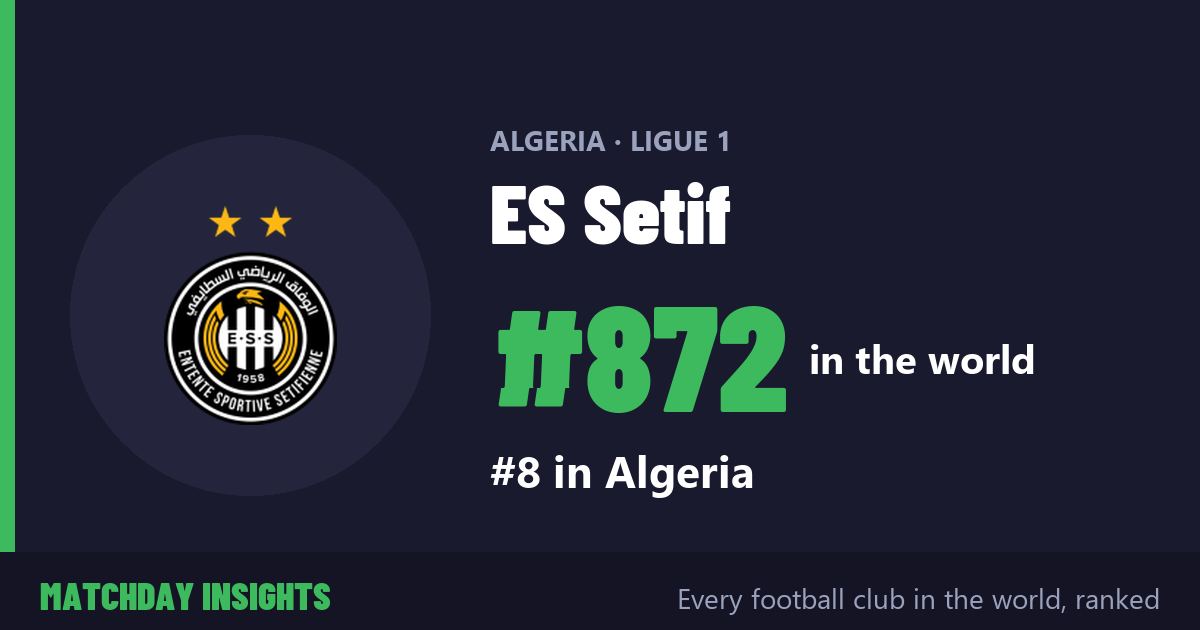 ALGERIA · LIGUE 1
ES Setif
#872 in the world
#8 in Algeria
الوفاق الرياضي السطايفي
E·S·S
1958
ENTENTE SPORTIVE SETIFIENNE
MATCHDAY INSIGHTS
Every football club in the world, ranked